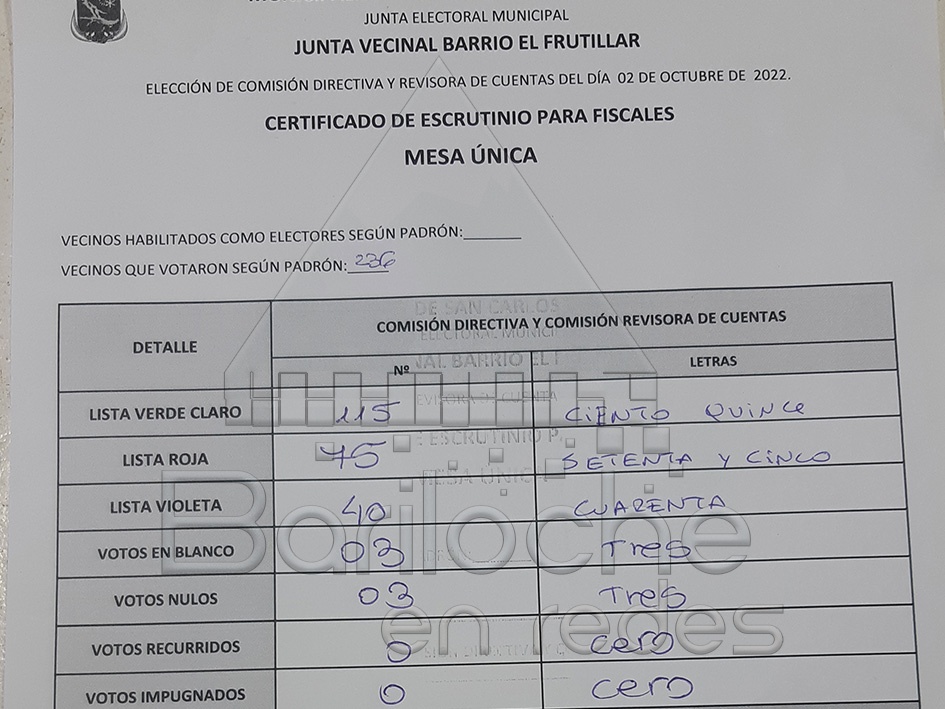 JUNTA ELECTORAL MUNICIPAL
JUNTA VECINAL BARRIO EL FRUTILLAR
ELECCIÓN DE COMISIÓN DIRECTIVA Y REVISORA DE CUENTAS DEL DÍA 02 DE OCTUBRE DE 2022.
CERTIFICADO DE ESCRUTINIO PARA FISCALES
MESA ÚNICA
VECINOS HABILITADOS COMO ELECTORES SEGÚN PADRÓN:
VECINOS QUE VOTARON SEGÚN PADRÓN: 236
DETALLE COMISIÓN DIRECTIVA Y COMISIÓN REVISORA DE CUENTAS
Nº LETRAS
LISTA VERDE CLARO 115 CIENTO QUINCE
LISTA ROJA 75 SETENTA Y CINCO
LISTA VIOLETA 40 CUARENTA
VOTOS EN BLANCO 03 Tres
VOTOS NULOS 03 Tres
VOTOS RECURRIDOS 0 cero
VOTOS IMPUGNADOS 0 cero
Bariloche
en redes